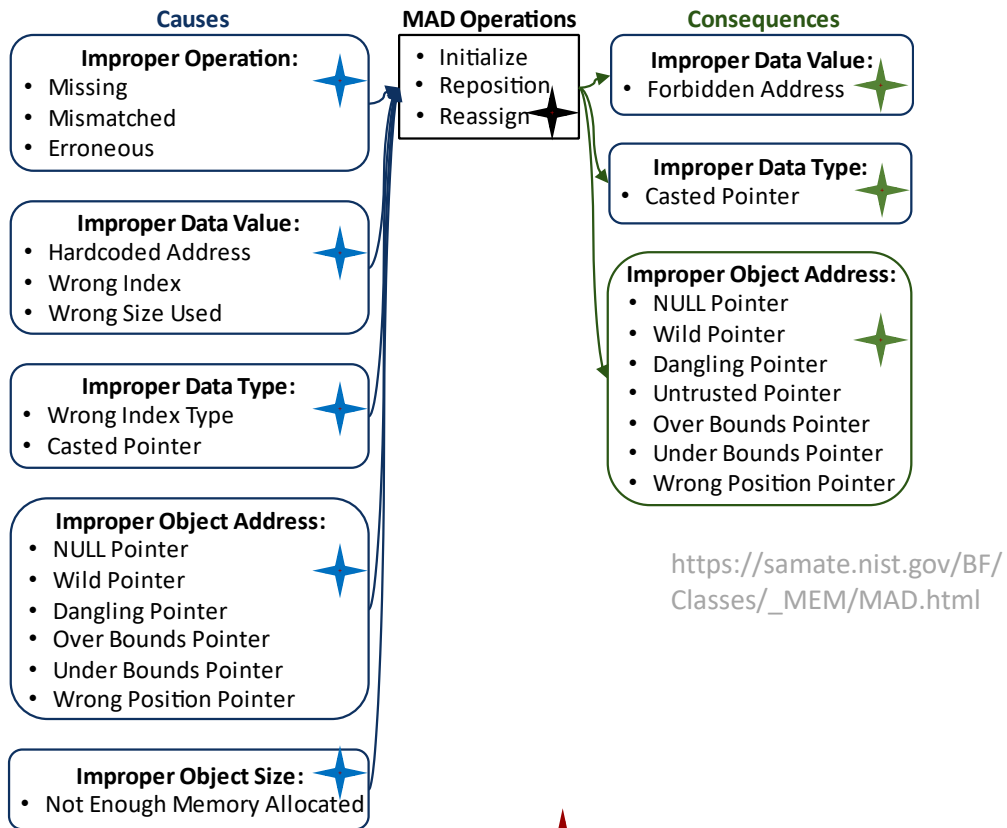 Causes
Improper Operation:
• Missing
• Mismatched
• Erroneous
Improper Data Value:
• Hardcoded Address
• Wrong Index
• Wrong Size Used
Improper Data Type:
• Wrong Index Type
• Casted Pointer
Improper Object Address:
• NULL Pointer
• Wild Pointer
• Dangling Pointer
• Over Bounds Pointer
• Under Bounds Pointer
• Wrong Position Pointer
Improper Object Size:
• Not Enough Memory Allocated
MAD Operations
• Initialize
• Reposition
• Reassign
Consequences
Improper Data Value:
• Forbidden Address
Improper Data Type:
• Casted Pointer
Improper Object Address:
• NULL Pointer
• Wild Pointer
• Dangling Pointer
• Untrusted Pointer
• Over Bounds Pointer
• Under Bounds Pointer
• Wrong Position Pointer
https://samate.nist.gov/BF/
Classes/_MEM/MAD.html